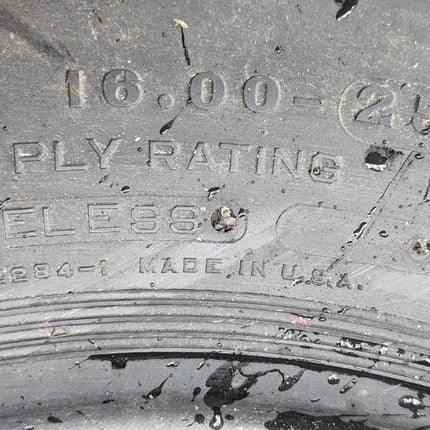 16.00-2
PLY RATING
ELESS
2284-1 MADE IN U.S.A.